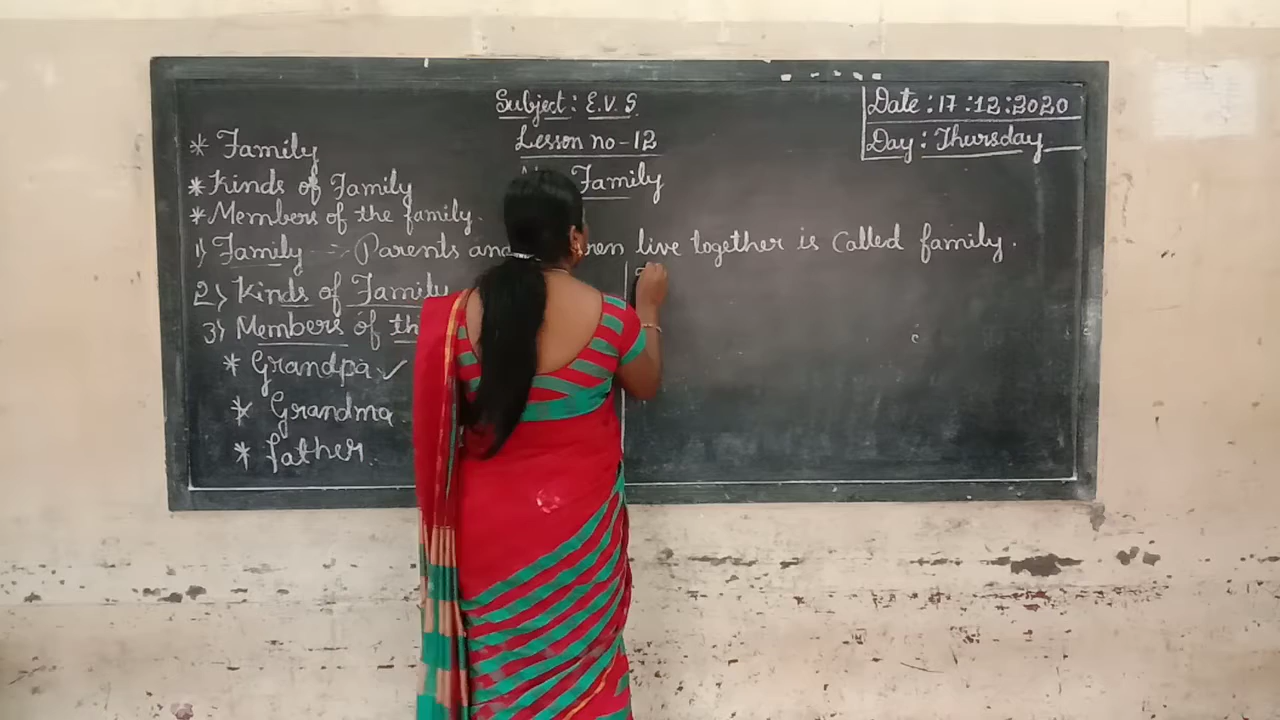 Subject: E.V.S
Date: 17:12:2020
Lesson no-12
Day: Thursday
Family
* Family
* Kinds of Family
* Members of the family.
1) Family :- Parents and live together is Called family.
2) Kinds of Family
3) Members of
* Grandpa ✓
* Grandma
* father.